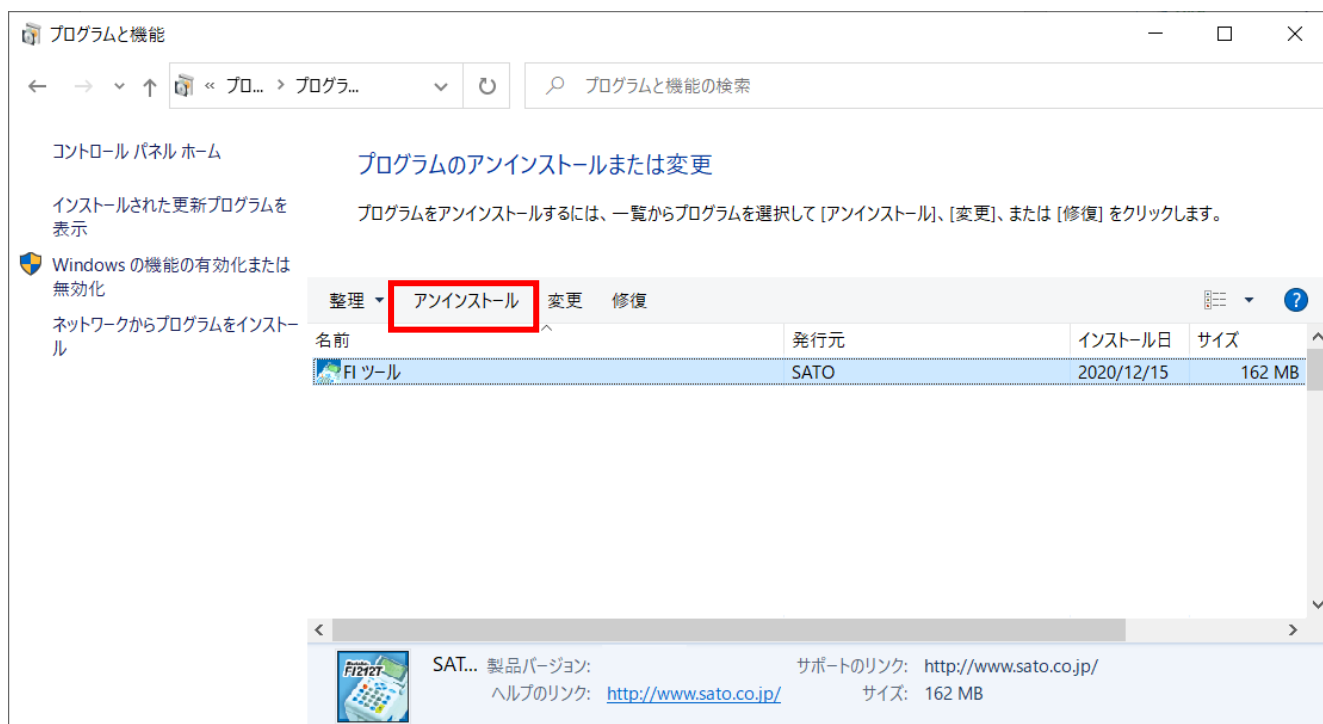 プログラムと機能
« プロ... › プログラ...
プログラムと機能の検索
コントロール パネル ホーム
インストールされた更新プログラムを
表示
Windows の機能の有効化または
無効化
ネットワークからプログラムをインストー
ル
プログラムのアンインストールまたは変更
プログラムをアンインストールするには、一覧からプログラムを選択して [アンインストール]、[変更]、または [修復] をクリックします。
整理 アンインストール 変更 修復
名前 発行元 インストール日 サイズ
FI ツール SATO 2020/12/15 162 MB
FI212T
SAT... 製品バージョン: サポートのリンク: http://www.sato.co.jp/
ヘルプのリンク: http://www.sato.co.jp/ サイズ: 162 MB